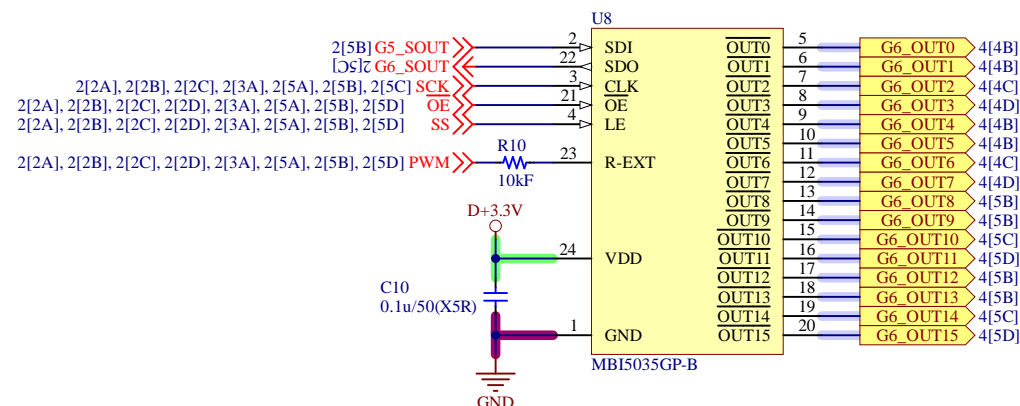 U8
2[5B] G5_SOUT 2 SDI OUT0 5 G6_OUT0 4[4B]
2[5C] G6_SOUT 22 SDO OUT1 6 G6_OUT1 4[4B]
2[2A], 2[2B], 2[2C], 2[3A], 2[5A], 2[5B], 2[5C] SCK 3 CLK OUT2 7 G6_OUT2 4[4C]
2[2A], 2[2B], 2[2C], 2[2D], 2[3A], 2[5A], 2[5B], 2[5D] OE 21 OE OUT3 8 G6_OUT3 4[4D]
2[2A], 2[2B], 2[2C], 2[2D], 2[3A], 2[5A], 2[5B], 2[5D] SS 4 LE OUT4 9 G6_OUT4 4[4B]
OUT5 10 G6_OUT5 4[4B]
R10
2[2A], 2[2B], 2[2C], 2[2D], 2[3A], 2[5A], 2[5B], 2[5D] PWM 23 R-EXT OUT6 11 G6_OUT6 4[4C]
10kF OUT7 12 G6_OUT7 4[4D]
OUT8 13 G6_OUT8 4[5B]
D+3.3V OUT9 14 G6_OUT9 4[5B]
OUT10 15 G6_OUT10 4[5C]
24 VDD OUT11 16 G6_OUT11 4[5D]
OUT12 17 G6_OUT12 4[5B]
C10
0.1u/50(X5R) OUT13 18 G6_OUT13 4[5B]
OUT14 19 G6_OUT14 4[5C]
1 GND OUT15 20 G6_OUT15 4[5D]
MBI5035GP-B
GND